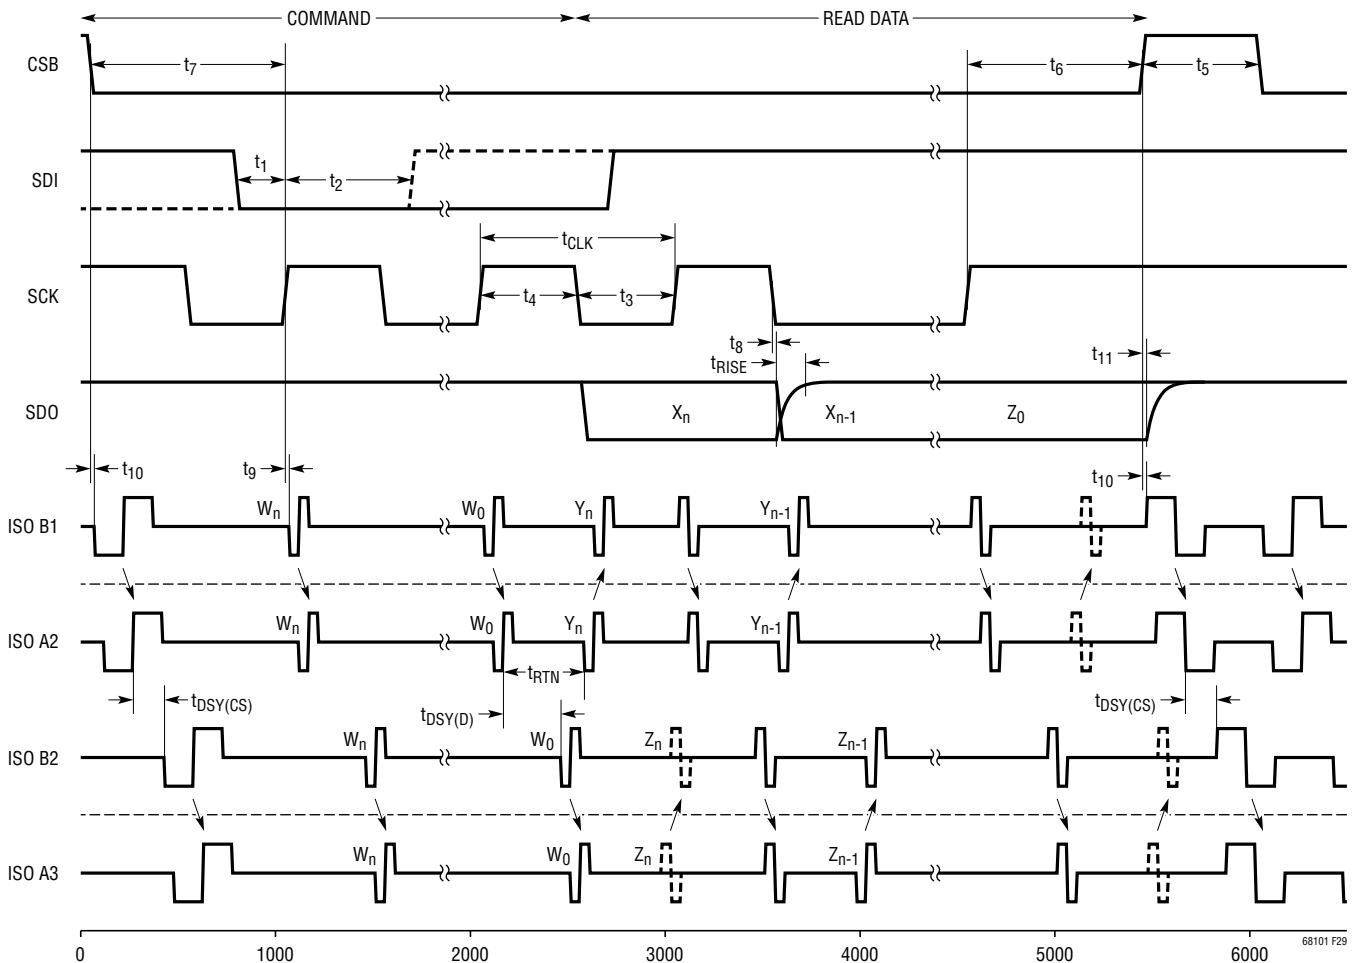 COMMAND READ DATA
CSB t7 t6 t5
SDI t1 t2
tCLK
SCK t4 t3
t8
tRISE t11
SDO Xn Xn-1 Z0
t10 t9 t10
ISO B1 Wn W0 Yn Yn-1
ISO A2 Wn W0 Yn Yn-1
tRTN
tDSY(CS) tDSY(D) tDSY(CS)
ISO B2 Wn W0 Zn Zn-1
ISO A3 Wn W0 Zn Zn-1
0 1000 2000 3000 4000 5000 6000
68101 F29